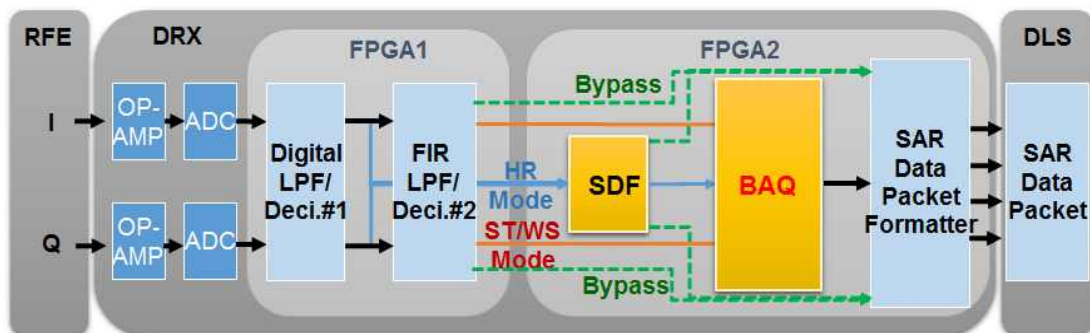 RFE
DRX
FPGA1
FPGA2
DLS
I
Q
OP-
AMP
ADC
OP-
AMP
ADC
Digital
LPF/
Deci.#1
FIR
LPF/
Deci.#2
Bypass
HR
Mode
ST/WS
Mode
Bypass
SDF
BAQ
SAR
Data
Packet
Formatter
SAR
Data
Packet